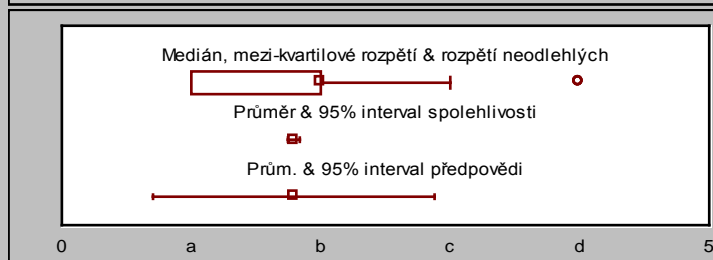 Medián, mezi-kvartilové rozpětí & rozpětí neodlehlých
Průměr & 95% interval spolehlivosti
Prům. & 95% interval předpovědi
0 a b c d 5